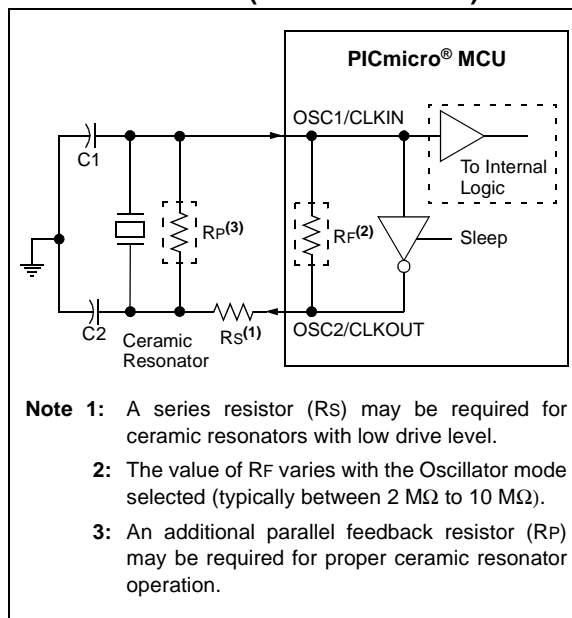 PICmicro® MCU
OSC1/CLKIN
C1
To Internal
Logic
RP(3)
RF(2)
Sleep
C2
Ceramic
Resonator
RS(1)
OSC2/CLKOUT
Note 1: A series resistor (RS) may be required for
ceramic resonators with low drive level.
2: The value of RF varies with the Oscillator mode
selected (typically between 2 MΩ to 10 MΩ).
3: An additional parallel feedback resistor (RP)
may be required for proper ceramic resonator
operation.